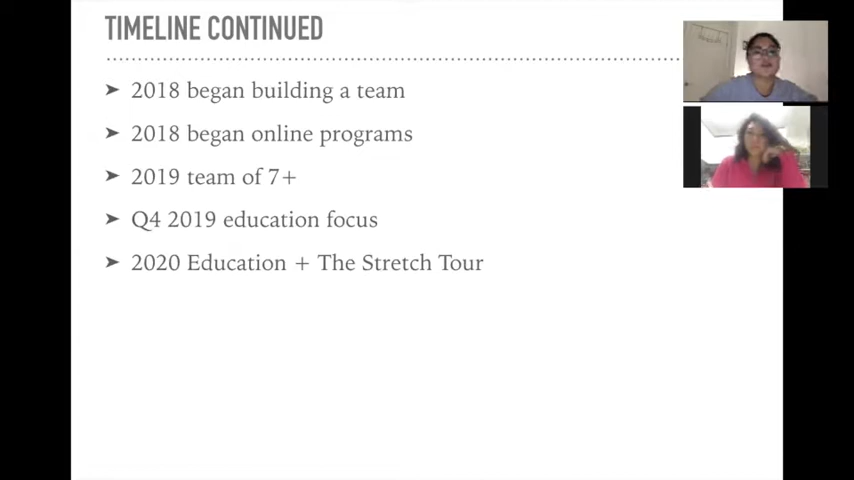 TIMELINE CONTINUED
➤ 2018 began building a team
➤ 2018 began online programs
➤ 2019 team of 7+
➤ Q4 2019 education focus
➤ 2020 Education + The Stretch Tour